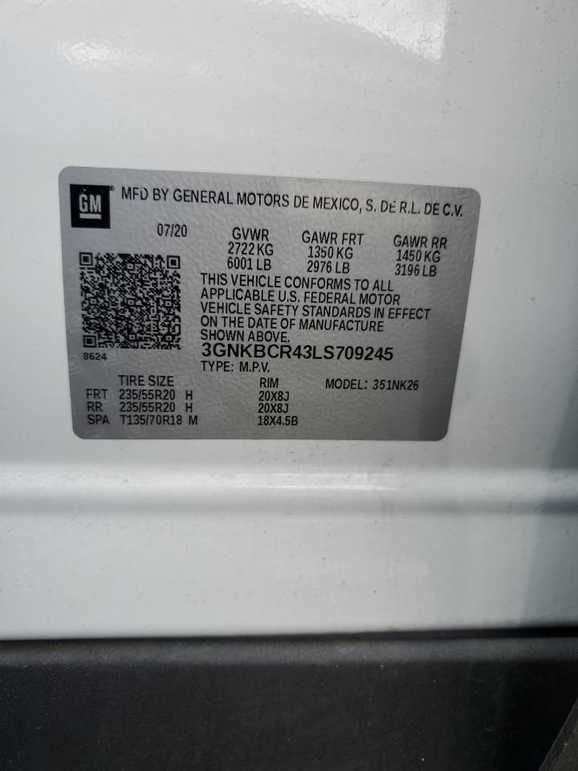 GM
MFD BY GENERAL MOTORS DE MEXICO, S. DE R.L. DE C.V.
07/20 GVWR GAWR FRT GAWR RR
2722 KG 1350 KG 1450 KG
6001 LB 2976 LB 3196 LB
THIS VEHICLE CONFORMS TO ALL
APPLICABLE U.S. FEDERAL MOTOR
VEHICLE SAFETY STANDARDS IN EFFECT
ON THE DATE OF MANUFACTURE
SHOWN ABOVE.
8624 3GNKBCR43LS709245
TYPE: M.P.V.
TIRE SIZE RIM MODEL: 351NK26
FRT 235/55R20 H 20X8J
RR 235/55R20 H 20X8J
SPA T135/70R18 M 18X4.5B